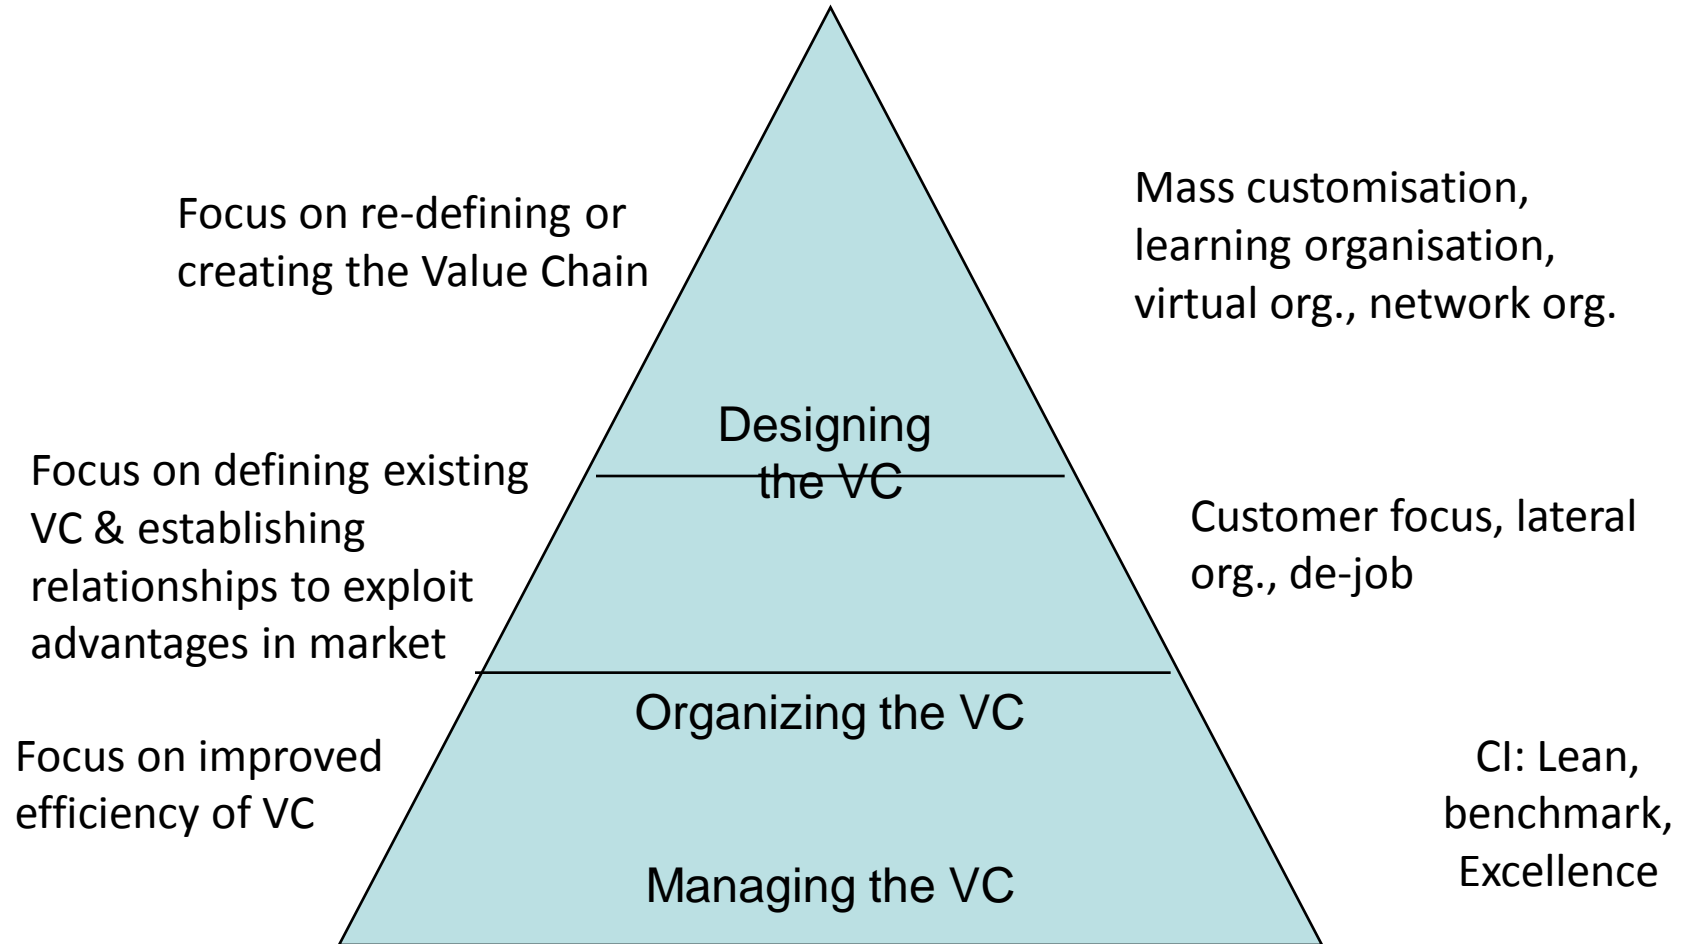 Focus on re-defining or
creating the Value Chain
Mass customisation,
learning organisation,
virtual org., network org.
Designing
the VC
Focus on defining existing
VC & establishing
relationships to exploit
advantages in market
Customer focus, lateral
org., de-job
Organizing the VC
Focus on improved
efficiency of VC
CI: Lean,
benchmark,
Excellence
Managing the VC